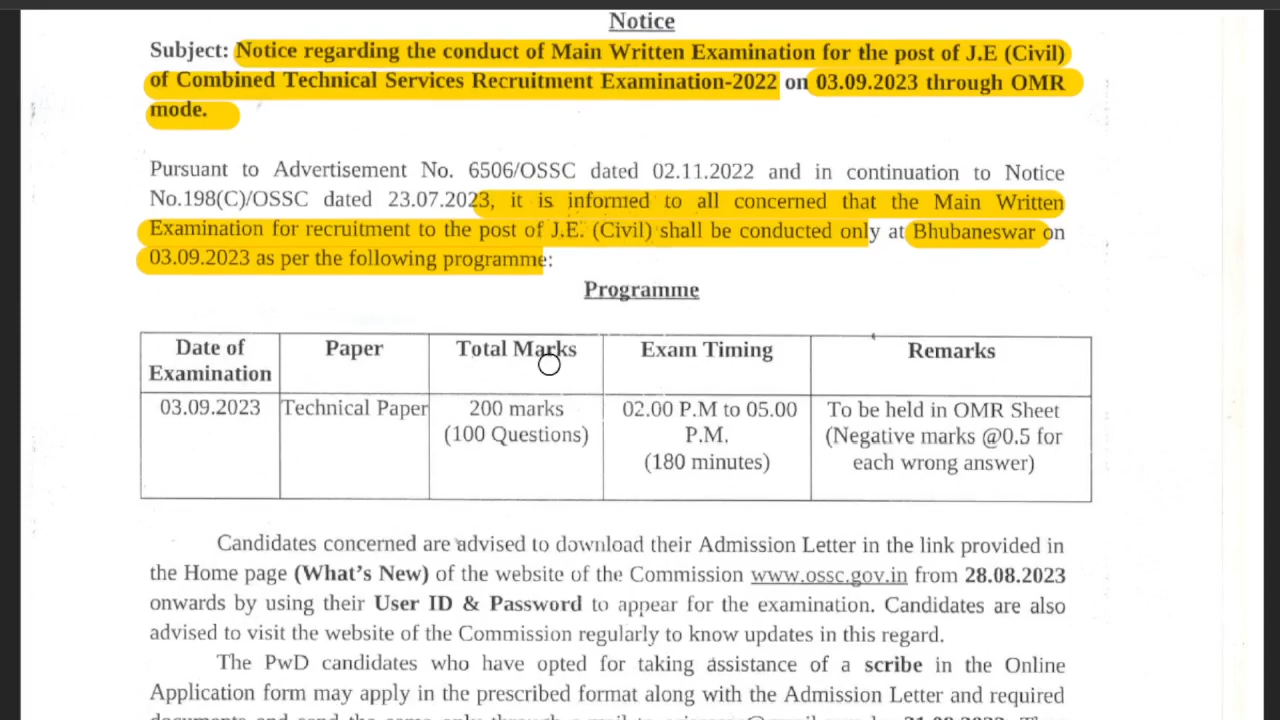 Notice
Subject: Notice regarding the conduct of Main Written Examination for the post of J.E (Civil)
of Combined Technical Services Recruitment Examination-2022 on 03.09.2023 through OMR
mode.
Pursuant to Advertisement No. 6506/OSSC dated 02.11.2022 and in continuation to Notice
No.198(C)/OSSC dated 23.07.2023, it is informed to all concerned that the Main Written
Examination for recruitment to the post of J.E. (Civil) shall be conducted only at Bhubaneswar on
03.09.2023 as per the following programme:
Programme
Date of Examination Paper Total Marks Exam Timing Remarks
03.09.2023 Technical Paper 200 marks (100 Questions) 02.00 P.M to 05.00 P.M. (180 minutes) To be held in OMR Sheet (Negative marks @0.5 for each wrong answer)
Candidates concerned are advised to download their Admission Letter in the link provided in
the Home page (What's New) of the website of the Commission www.ossc.gov.in from 28.08.2023
onwards by using their User ID & Password to appear for the examination. Candidates are also
advised to visit the website of the Commission regularly to know updates in this regard.
The PwD candidates who have opted for taking assistance of a scribe in the Online
Application form may apply in the prescribed format along with the Admission Letter and required